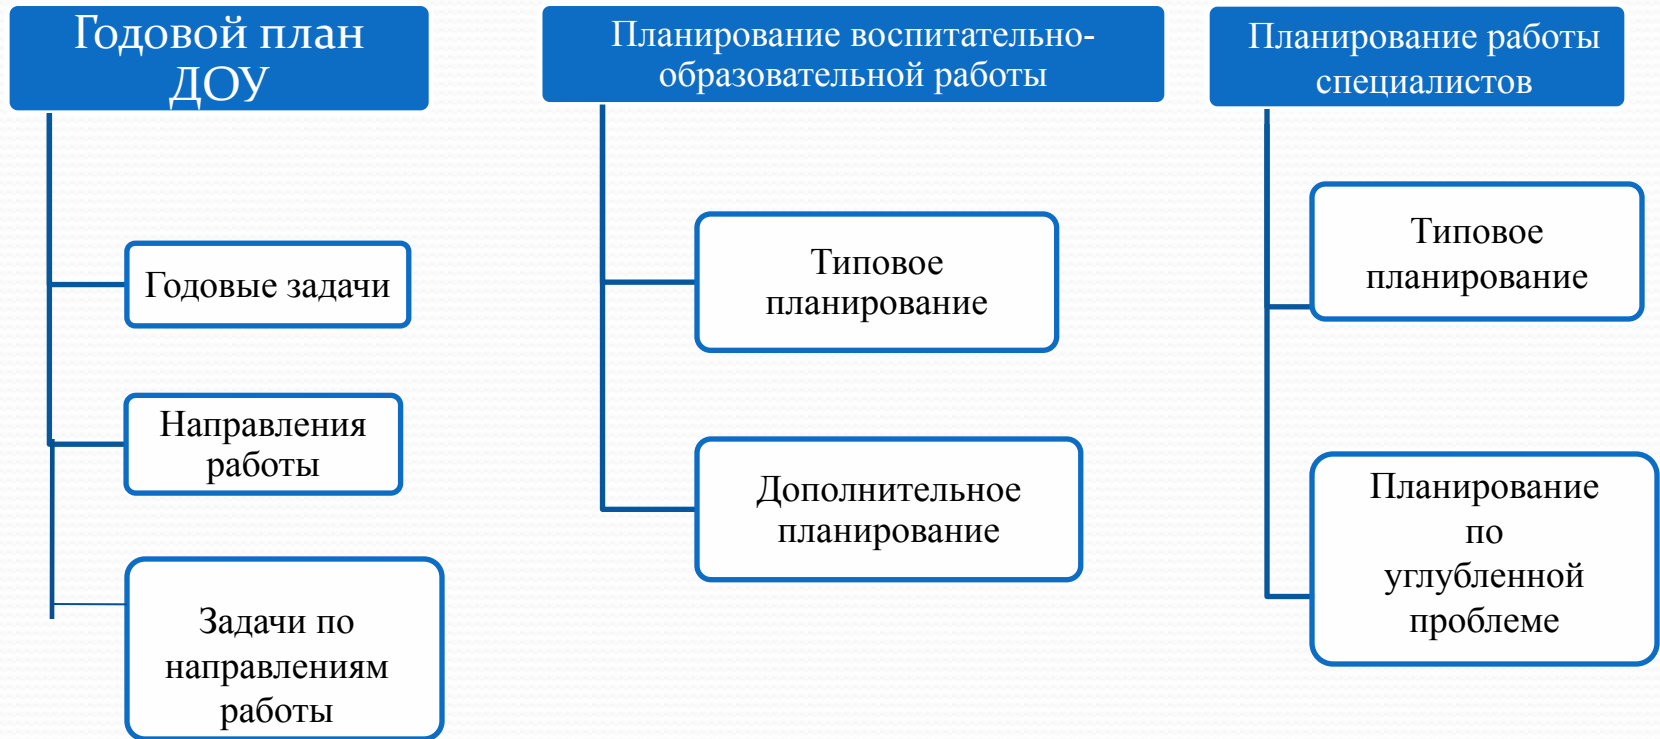 Годовой план
ДОУ
Годовые задачи
Направления
работы
Задачи по
направлениям
работы
Планирование воспитательно-
образовательной работы
Типовое
планирование
Дополнительное
планирование
Планирование работы
специалистов
Типовое
планирование
Планирование
по
углубленной
проблеме